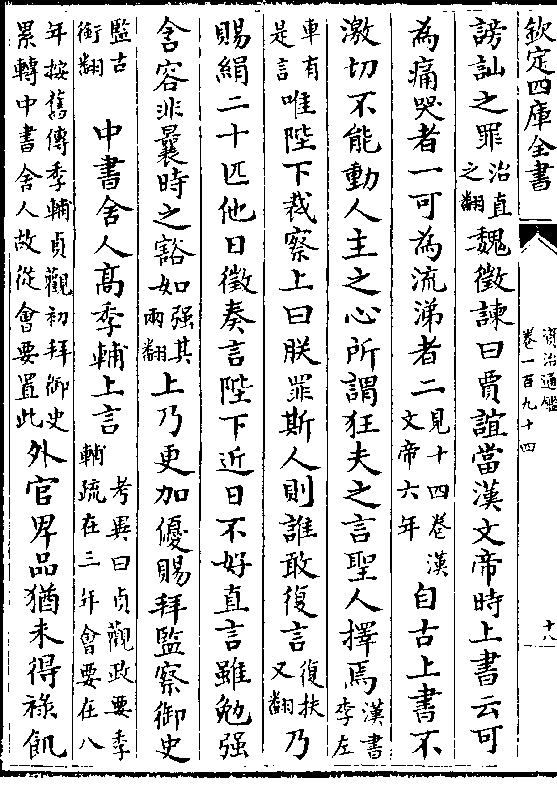 欽定四庫全書
資治通鑑
卷一百九十四
十八
謗訕之罪治直之翻魏徵諫曰賈誼當漢文帝時上書云可
為痛哭者一可為流涕者二見十四卷漢文帝六年自古上書不
激切不能動人主之心所謂狂夫之言聖人擇焉漢書李左
車有是言唯陛下裁察上曰朕罪斯人則誰敢復言復扶又翻乃
賜絹二十匹他日徵奏言陛下近日不好直言雖勉强
含容非曩時之豁如强其兩翻上乃更加優賜拜監察御史
監古銜翻中書舍人高季輔上言考異曰貞觀政要季輔疏在三年會要在八
年按舊傳季輔貞觀初拜御史累轉中書舍人故從會要置此外官卑品猶未得祿飢